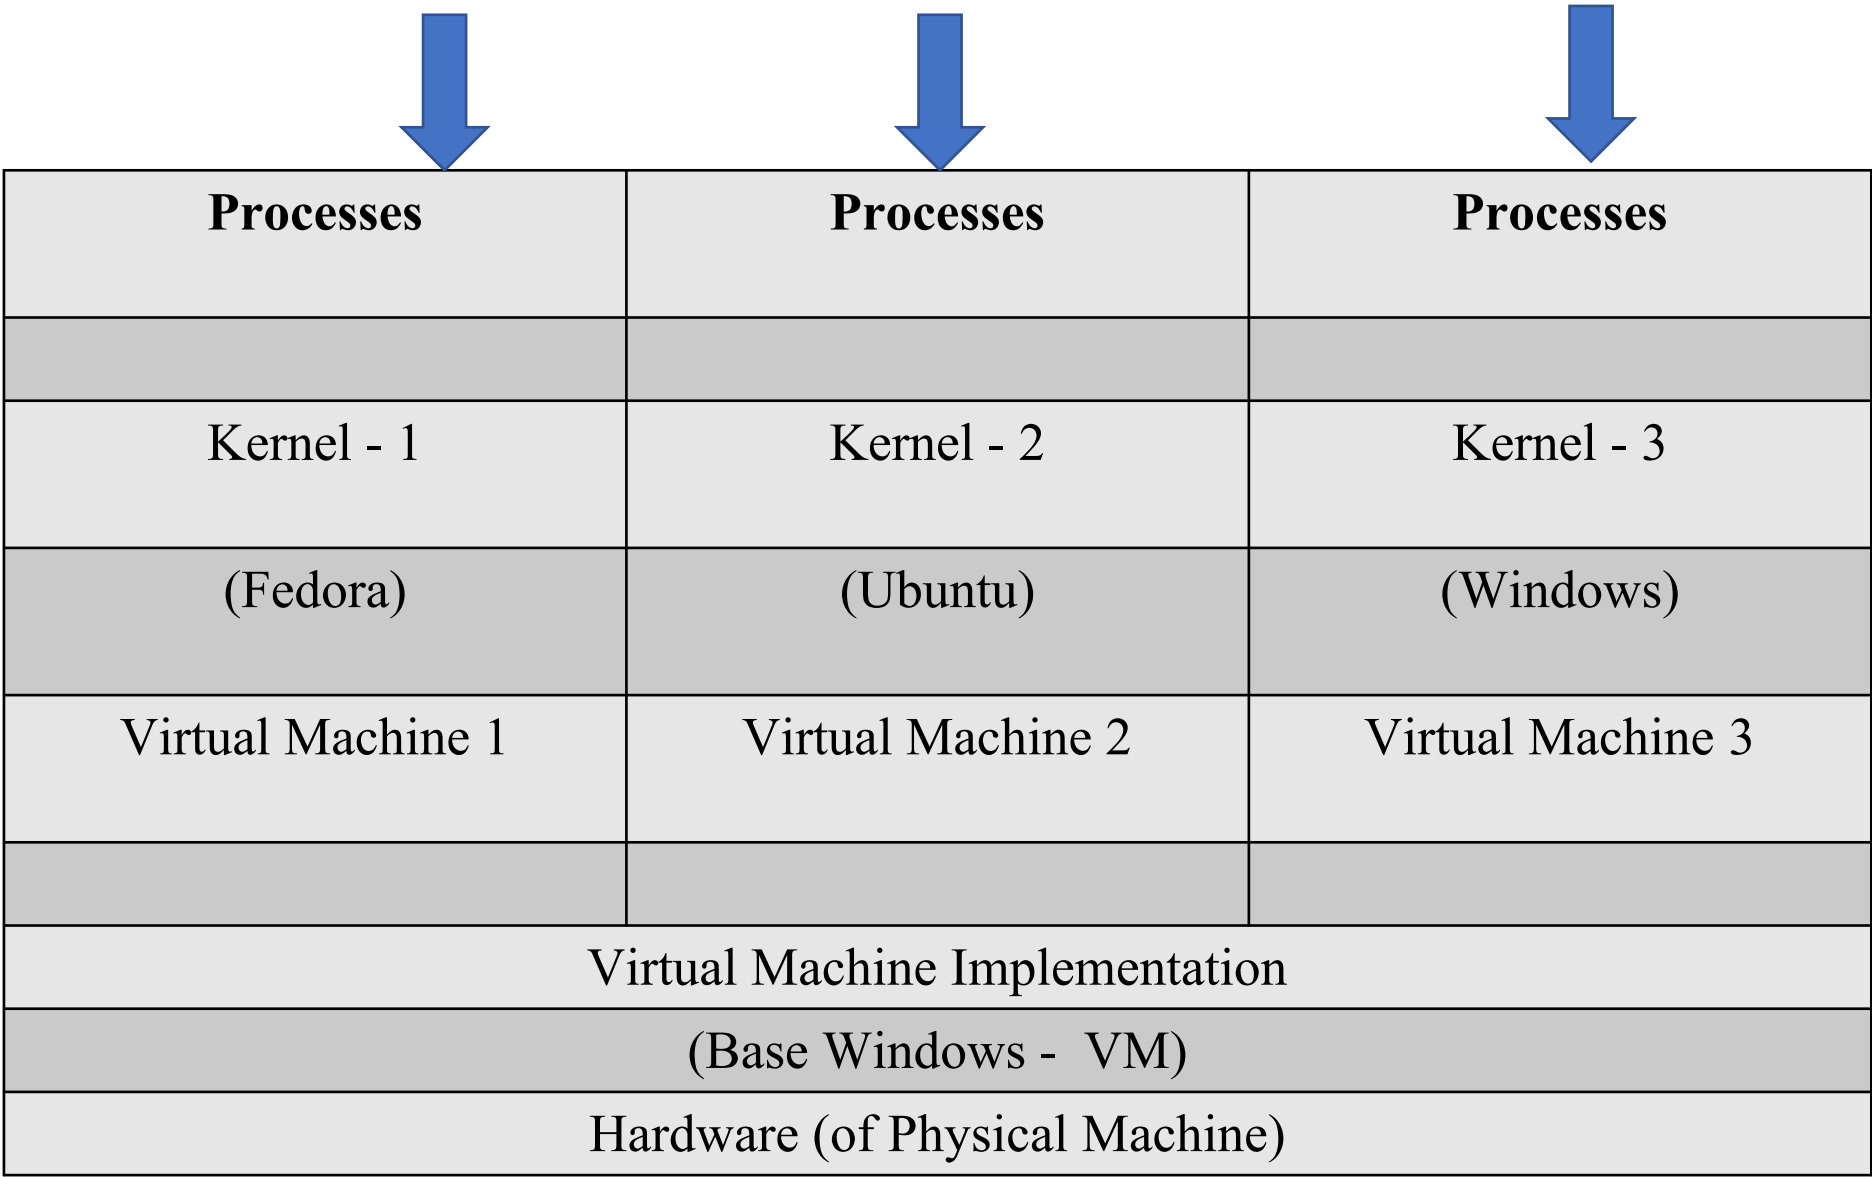 Processes Processes Processes
Kernel - 1 Kernel - 2 Kernel - 3
(Fedora) (Ubuntu) (Windows)
Virtual Machine 1 Virtual Machine 2 Virtual Machine 3
Virtual Machine Implementation
(Base Windows -  VM)
Hardware (of Physical Machine)